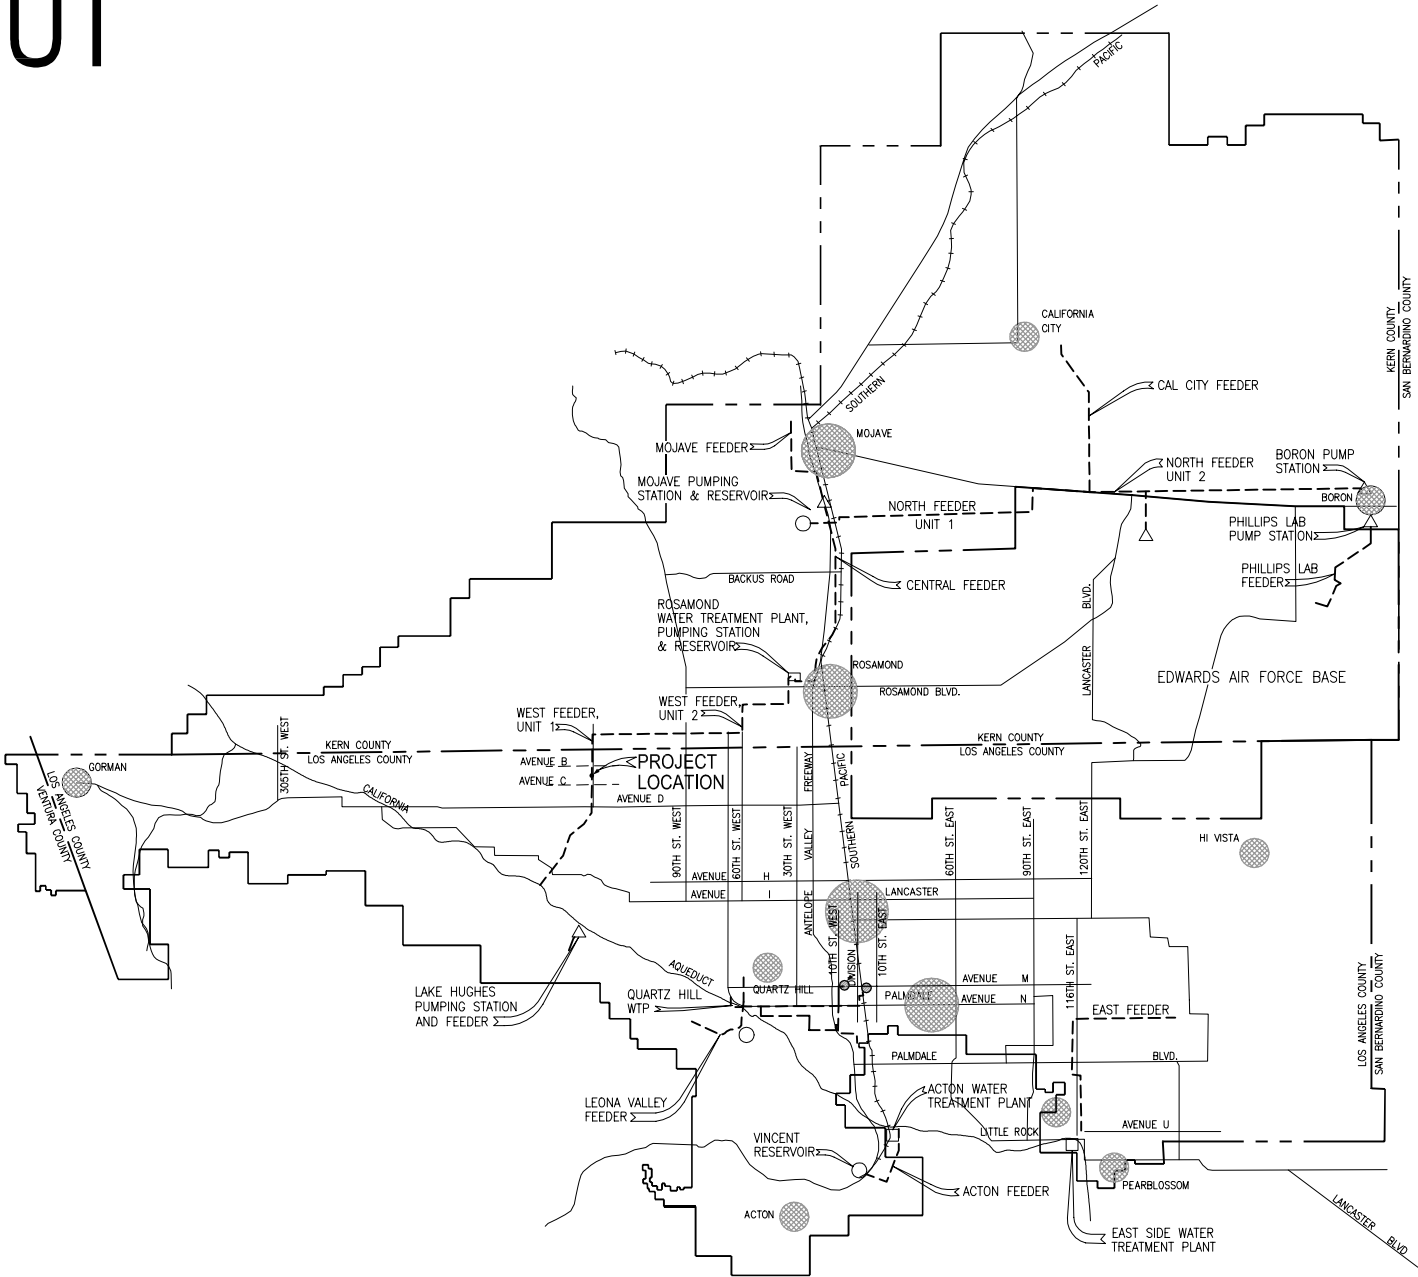 UT
PACIFIC
CALIFORNIA
CITY
KERN COUNTY
SAN BERNARDINO COUNTY
SOUTHERN
CAL CITY FEEDER
MOJAVE
MOJAVE FEEDER
NORTH FEEDER
UNIT 2
BORON PUMP
STATION
MOJAVE PUMPING
STATION & RESERVOIR
BORON
NORTH FEEDER
UNIT 1
PHILLIPS LAB
PUMP STATION
PHILLIPS LAB
FEEDER
BACKUS ROAD
CENTRAL FEEDER
LANCASTER
BLVD.
ROSAMOND
WATER TREATMENT PLANT,
PUMPING STATION
& RESERVOIR
ROSAMOND
ROSAMOND BLVD.
EDWARDS AIR FORCE BASE
WEST FEEDER,
UNIT 2
WEST FEEDER,
UNIT 1
305TH ST. WEST
KERN COUNTY
LOS ANGELES COUNTY
KERN COUNTY
LOS ANGELES COUNTY
GORMAN
LOS ANGELES COUNTY
VENTURA COUNTY
AVENUE B
AVENUE C
PROJECT
LOCATION
CALIFORNIA
AVENUE D
90TH ST. WEST
60TH ST. WEST
30TH ST. WEST
ANTELOPE
VALLEY
FREEWAY
SOUTHERN
PACIFIC
60TH ST. EAST
90TH ST. EAST
120TH ST. EAST
HI VISTA
AVENUE H
AVENUE I
LANCASTER
10TH ST. WEST
DIVISION
10TH ST. EAST
116TH ST. EAST
AQUEDUCT
QUARTZ HILL
AVENUE M
PALMDALE
AVENUE N
LAKE HUGHES
PUMPING STATION
AND FEEDER
QUARTZ HILL
WTP
EAST FEEDER
LOS ANGELES COUNTY
SAN BERNARDINO COUNTY
PALMDALE
BLVD.
LEONA VALLEY
FEEDER
ACTON WATER
TREATMENT PLANT
LITTLE ROCK
AVENUE U
VINCENT
RESERVOIR
ACTON FEEDER
PEARBLOSSOM
ACTON
EAST SIDE WATER
TREATMENT PLANT
LANCASTER
BLVD